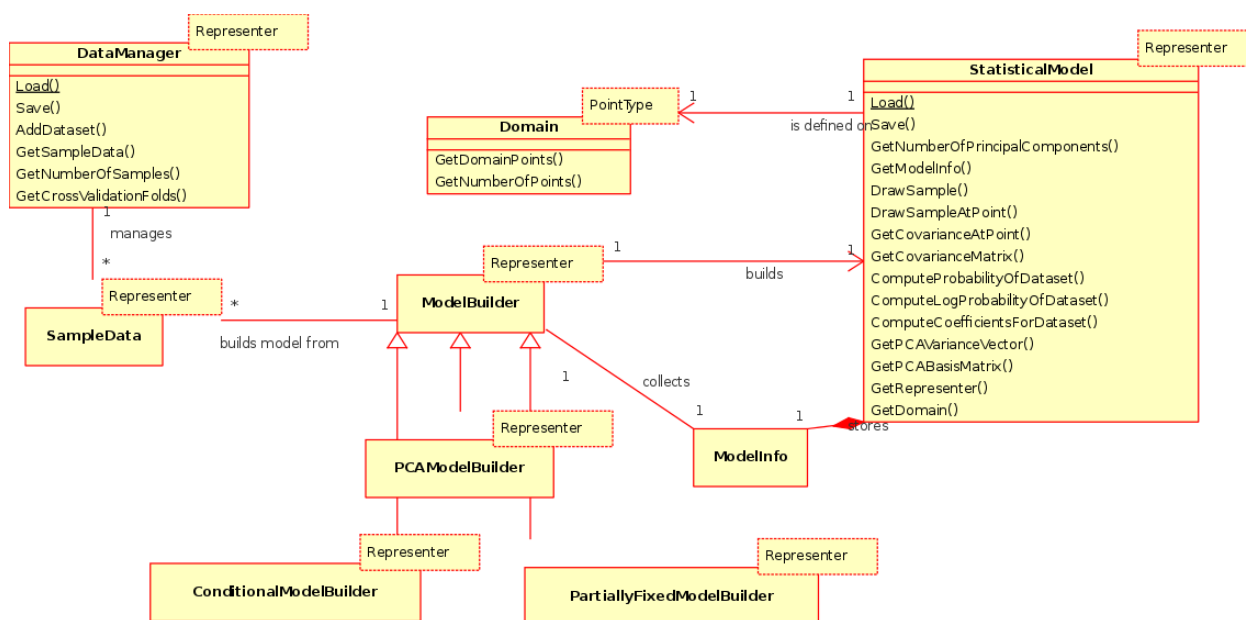 Representer
DataManager
Load()
Save()
AddDataset()
GetSampleData()
GetNumberOfSamples()
GetCrossValidationFolds()
1
manages
*
Representer
SampleData
*
1
builds model from
PointType
Domain
GetDomainPoints()
GetNumberOfPoints()
1
1
is defined on
Representer
StatisticalModel
Load()
Save()
GetNumberOfPrincipalComponents()
GetModelInfo()
DrawSample()
DrawSampleAtPoint()
GetCovarianceAtPoint()
GetCovarianceMatrix()
ComputeProbabilityOfDataset()
ComputeLogProbabilityOfDataset()
ComputeCoefficientsForDataset()
GetPCAVarianceVector()
GetPCABasisMatrix()
GetRepresenter()
GetDomain()
Representer
ModelBuilder
1
1
builds
1
collects
1
1
stores
ModelInfo
Representer
PCAModelBuilder
Representer
ConditionalModelBuilder
Representer
PartiallyFixedModelBuilder